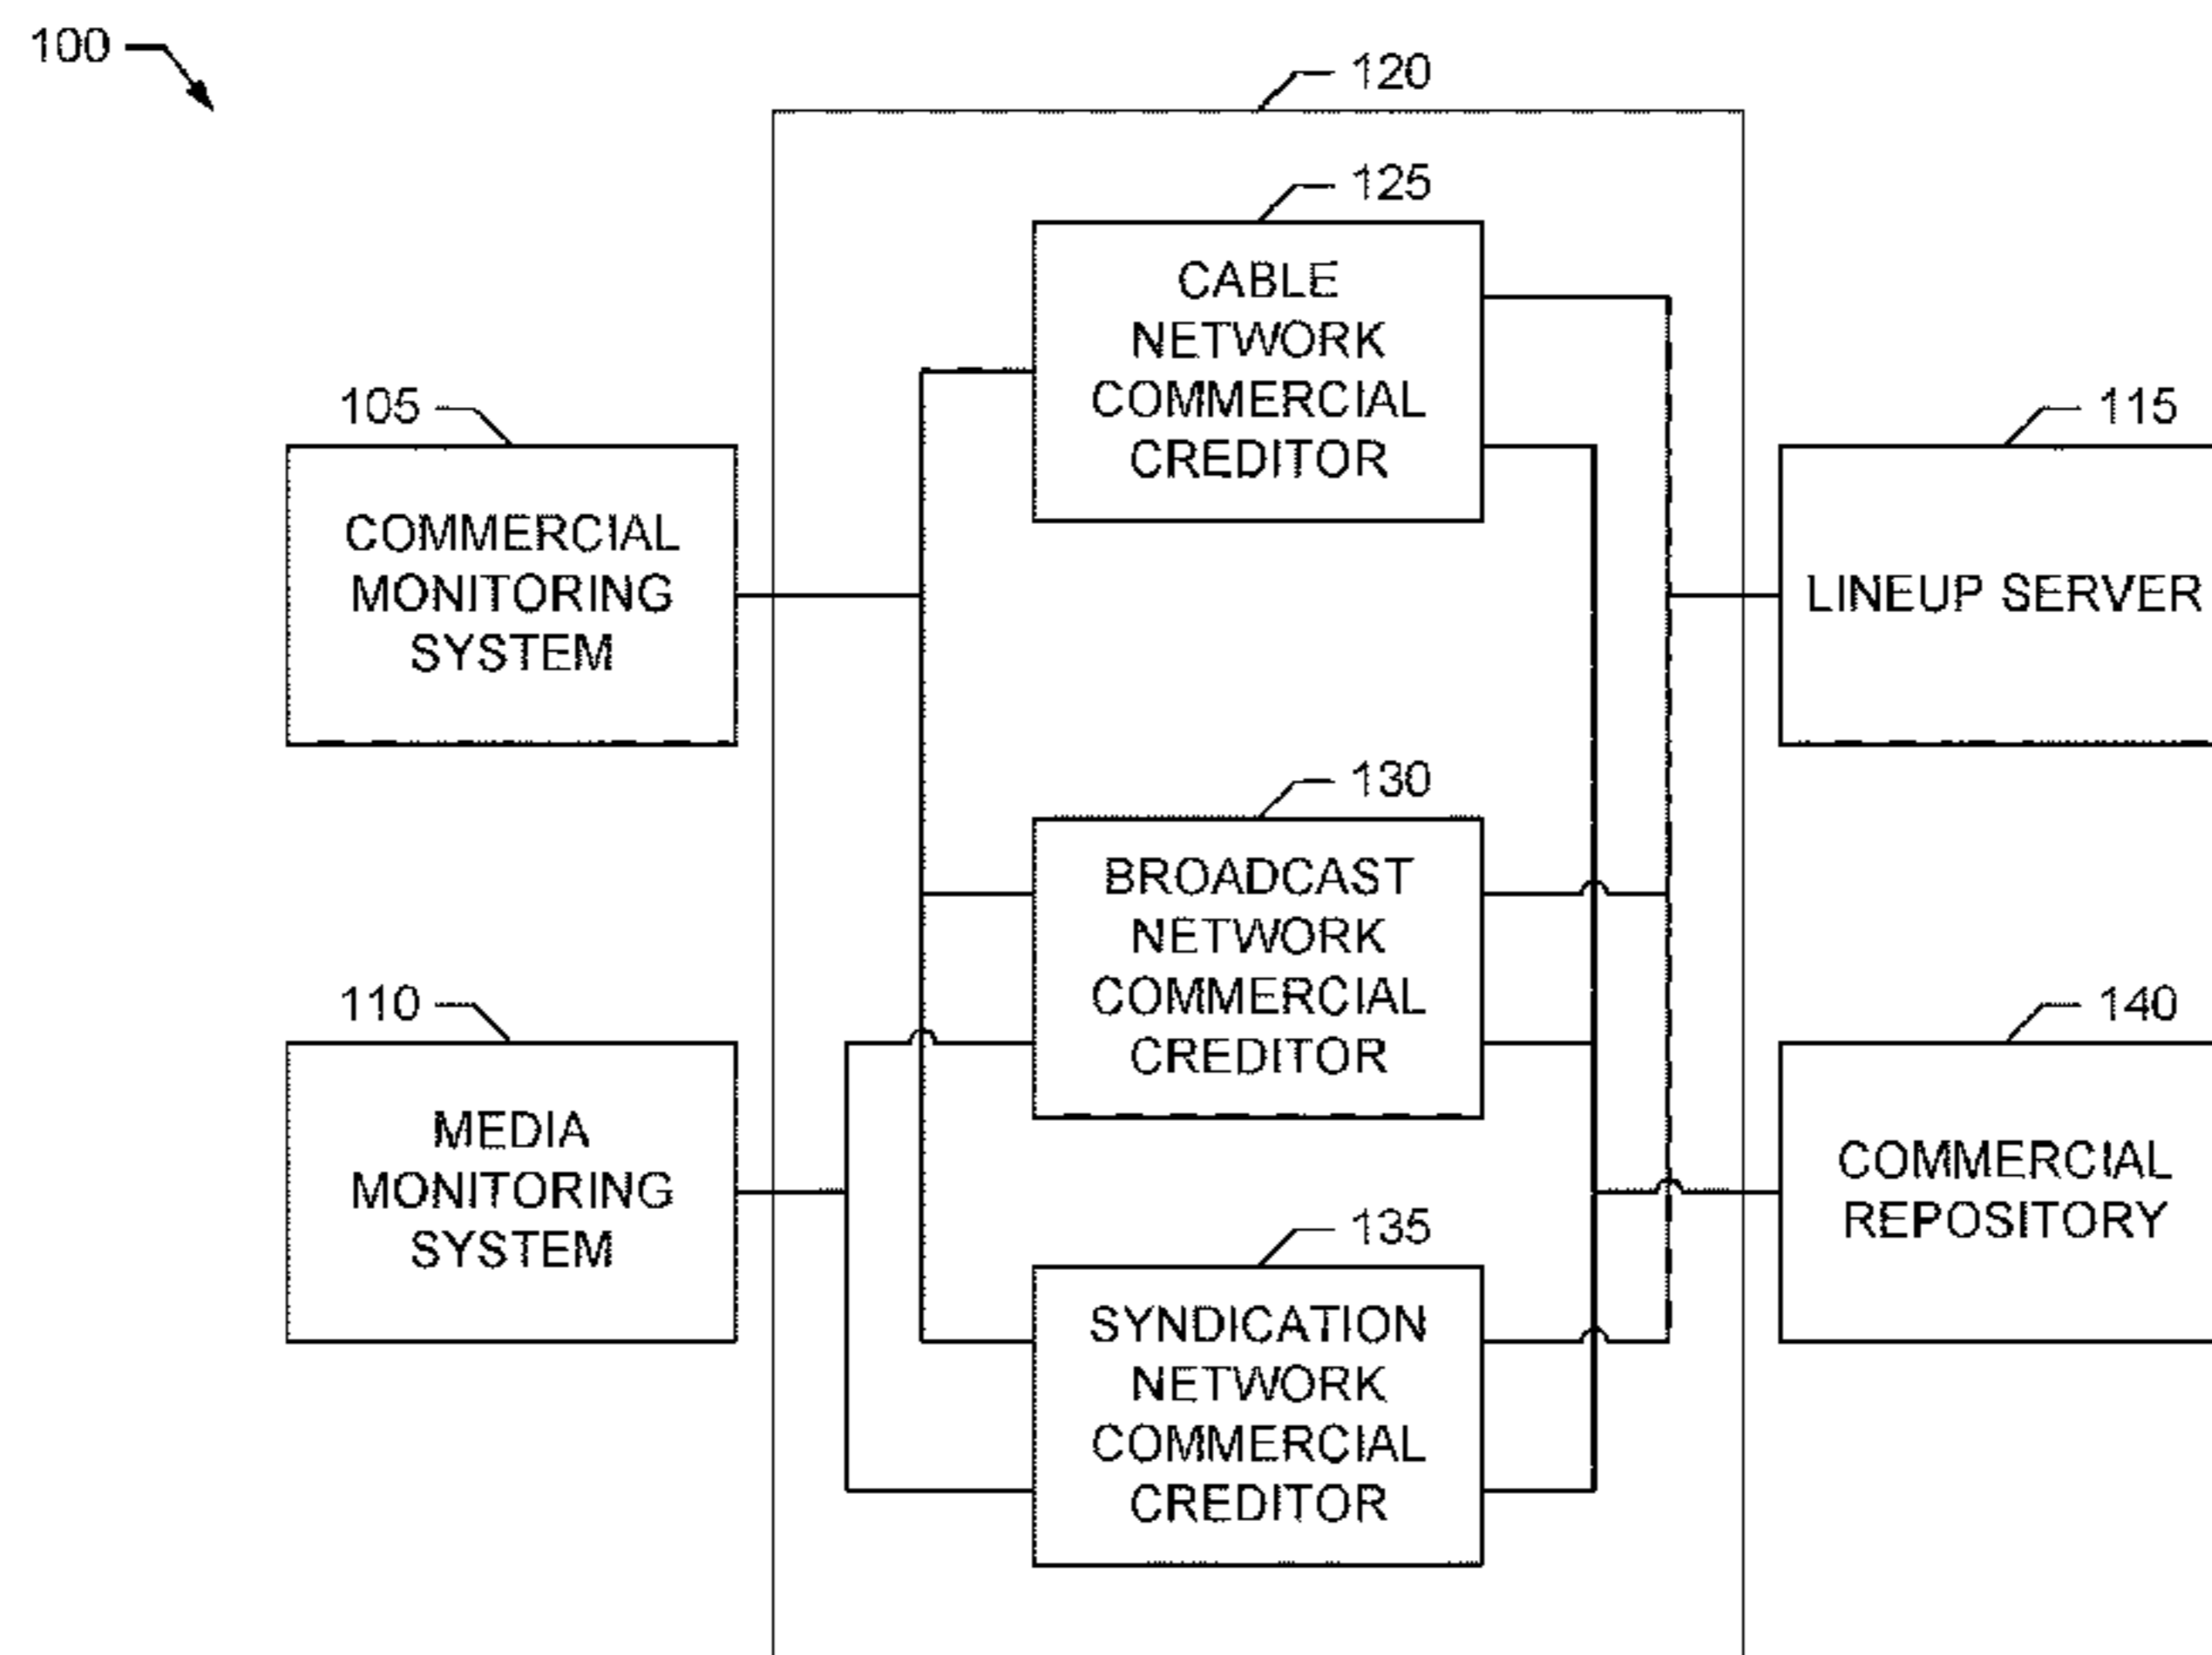 100
120
125
CABLE
NETWORK
COMMERCIAL
CREDITOR
105
COMMERCIAL
MONITORING
SYSTEM
115
LINEUP SERVER
130
BROADCAST
NETWORK
COMMERCIAL
CREDITOR
110
MEDIA
MONITORING
SYSTEM
140
COMMERCIAL
REPOSITORY
135
SYNDICATION
NETWORK
COMMERCIAL
CREDITOR